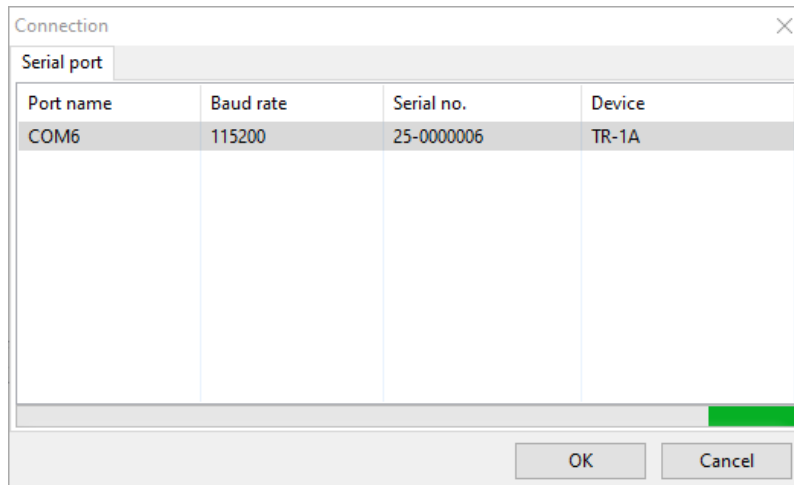 Connection
Serial port
Port name Baud rate Serial no. Device
COM6 115200 25-0000006 TR-1A
OK Cancel